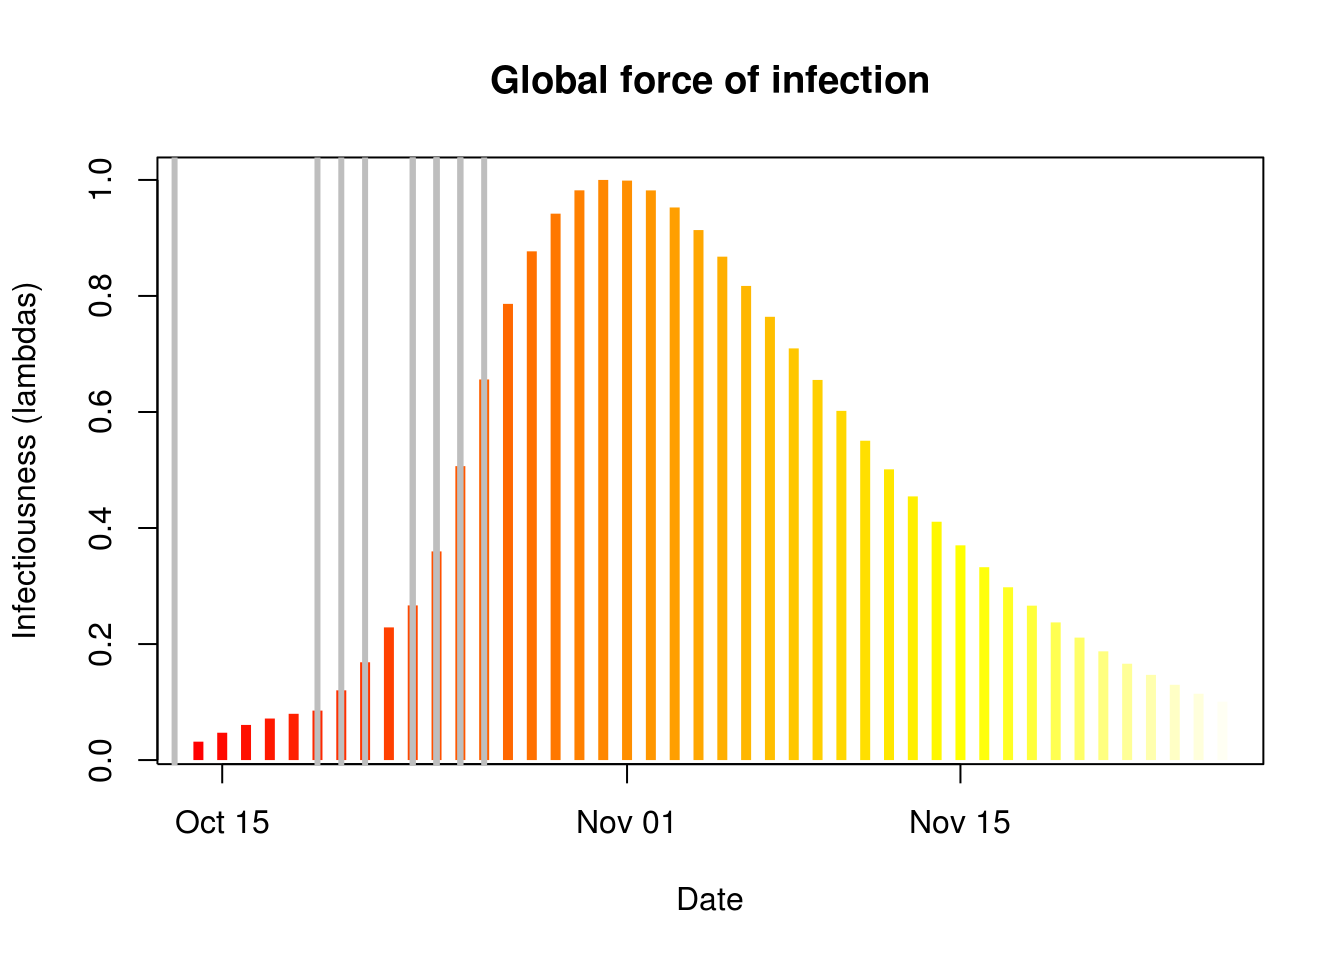 Global force of infection
Infectiousness (lambdas)
1.0
0.8
0.6
0.4
0.2
0.0
Oct 15 Nov 01 Nov 15
Date